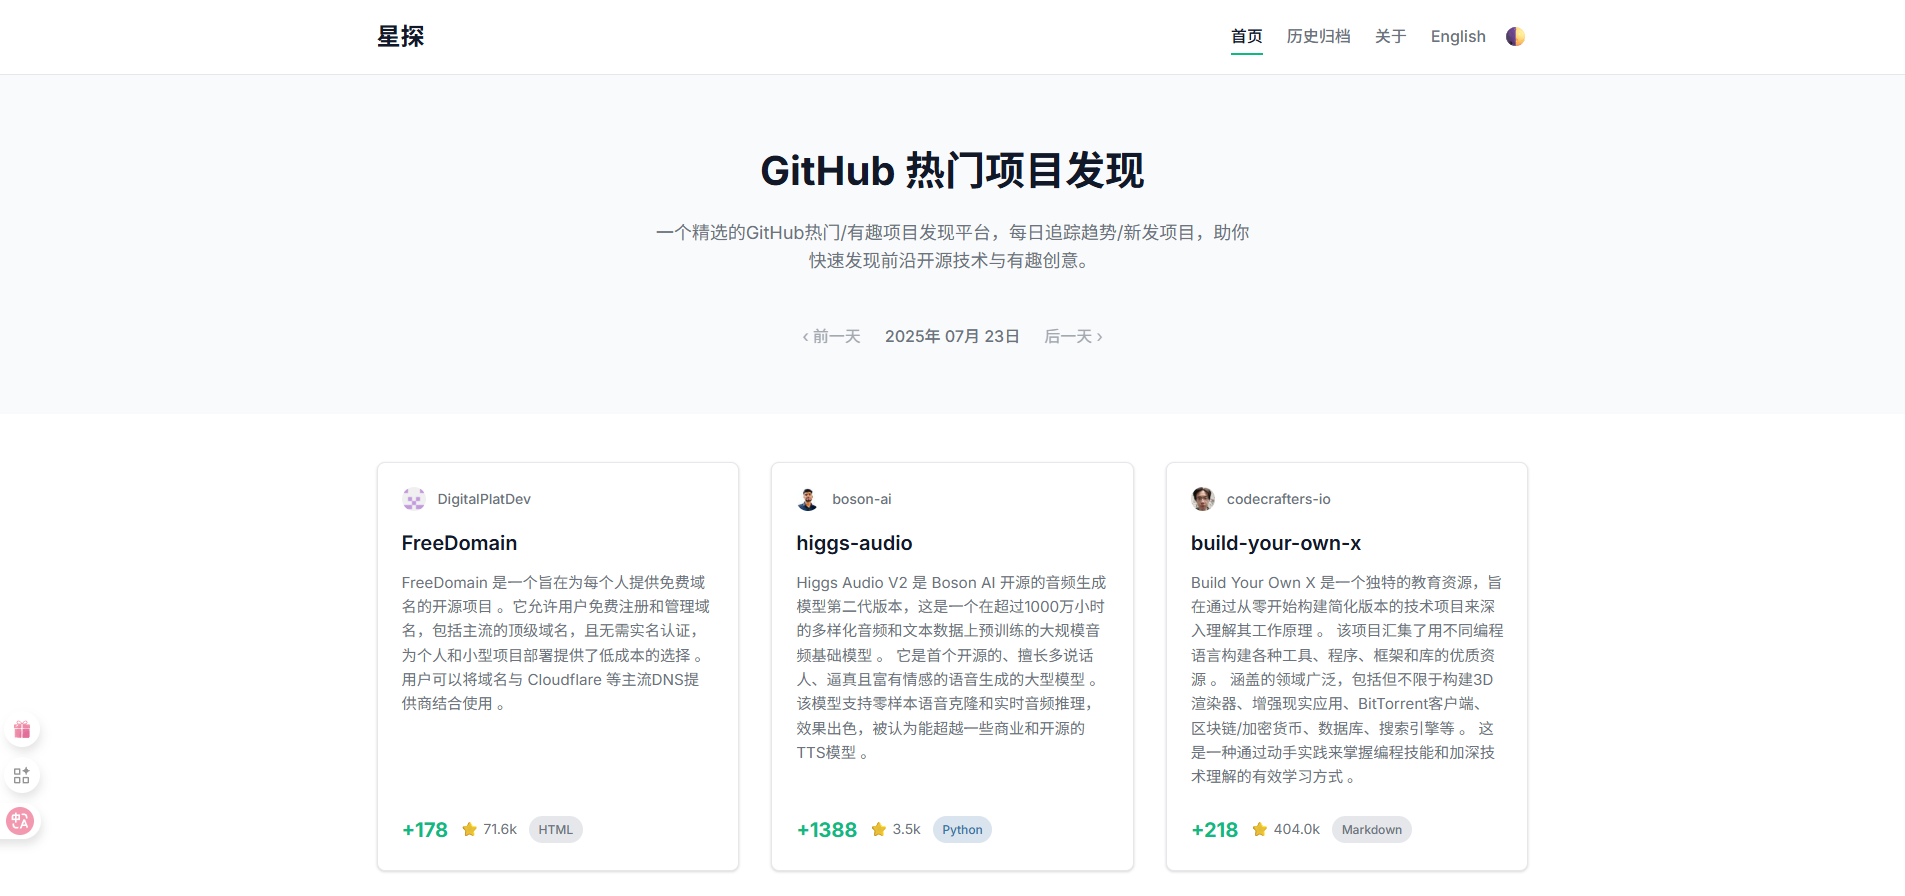 星探
首页 历史归档 关于 English
GitHub 热门项目发现
一个精选的GitHub热门/有趣项目发现平台，每日追踪趋势/新发项目，助你
快速发现前沿开源技术与有趣创意。
‹ 前一天 2025年 07月 23日 后一天 ›
DigitalPlatDev
FreeDomain
FreeDomain 是一个旨在为每个人提供免费域
名的开源项目 。它允许用户免费注册和管理域
名，包括主流的顶级域名，且无需实名认证，
为个人和小型项目部署提供了低成本的选择 。
用户可以将域名与 Cloudflare 等主流DNS提
供商结合使用 。
+178 71.6k HTML
boson-ai
higgs-audio
Higgs Audio V2 是 Boson AI 开源的音频生成
模型第二代版本，这是一个在超过1000万小时
的多样化音频和文本数据上预训练的大规模音
频基础模型 。 它是首个开源的、擅长多说话
人、逼真且富有情感的语音生成的大型模型 。
该模型支持零样本语音克隆和实时音频推理，
效果出色，被认为能超越一些商业和开源的
TTS模型 。
+1388 3.5k Python
codecrafters-io
build-your-own-x
Build Your Own X 是一个独特的教育资源，旨
在通过从零开始构建简化版本的技术项目来深
入理解其工作原理 。 该项目汇集了用不同编程
语言构建各种工具、程序、框架和库的优质资
源 。 涵盖的领域广泛，包括但不限于构建3D
渲染器、增强现实应用、BitTorrent客户端、
区块链/加密货币、数据库、搜索引擎等 。 这
是一种通过动手实践来掌握编程技能和加深技
术理解的有效学习方式 。
+218 404.0k Markdown
中A